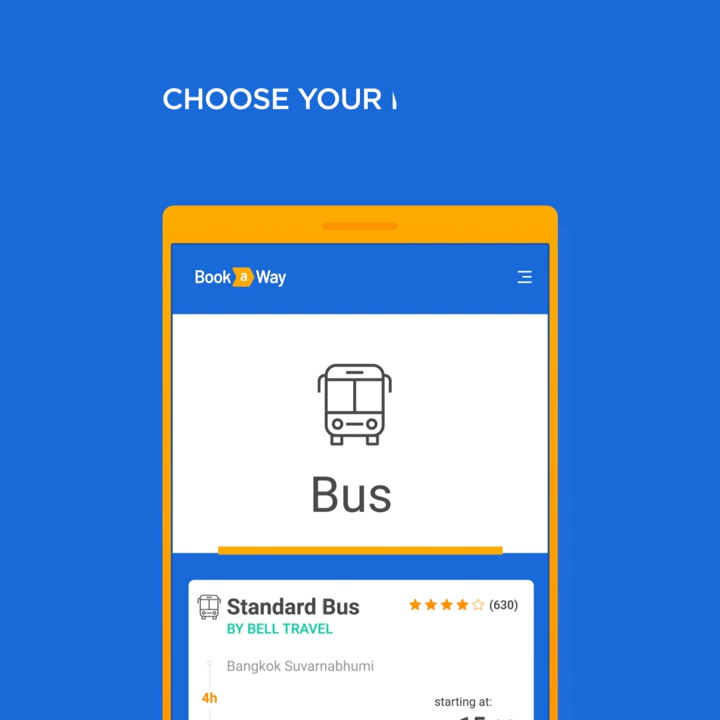 CHOOSE YOUR
Book a Way
Bus
Standard Bus
(630)
BY BELL TRAVEL
Bangkok Suvarnabhumi
4h
starting at: